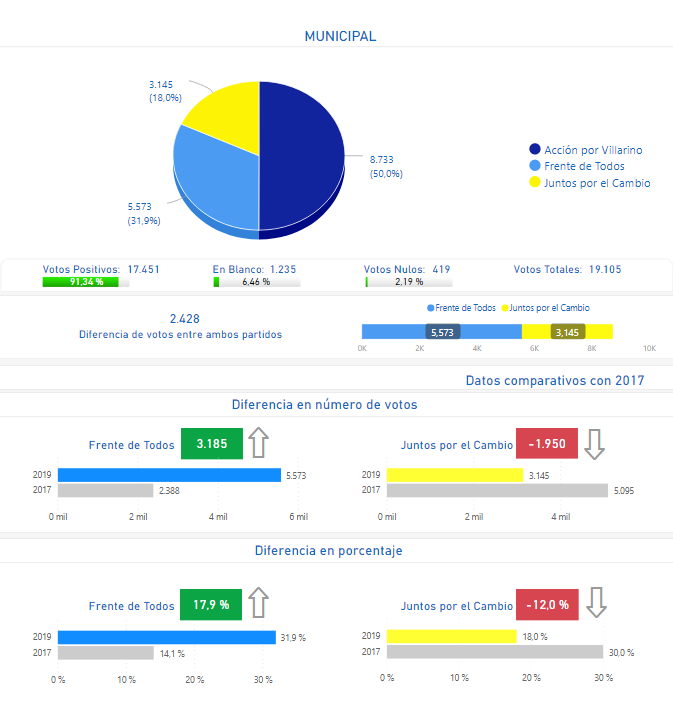 MUNICIPAL
3.145
(18,0%)
8.733
(50,0%)
5.573
(31,9%)
Acción por Villarino
Frente de Todos
Juntos por el Cambio
Votos Positivos: 17.451
91,34 %
En Blanco: 1.235
6,46 %
Votos Nulos: 419
2,19 %
Votos Totales: 19.105
2.428
Diferencia de votos entre ambos partidos
Frente de Todos Juntos por el Cambio
5,573 3,145
0K 2K 4K 6K 8K 10K
Datos comparativos con 2017
Diferencia en número de votos
Frente de Todos 3.185
2019 5.573
2017 2.388
0 mil 2 mil 4 mil 6 mil
Juntos por el Cambio -1.950
2019 3.145
2017 5.095
0 mil 2 mil 4 mil
Diferencia en porcentaje
Frente de Todos 17,9 %
2019 31,9 %
2017 14,1 %
0 % 10 % 20 % 30 %
Juntos por el Cambio -12,0 %
2019 18,0 %
2017 30,0 %
0 % 10 % 20 % 30 %